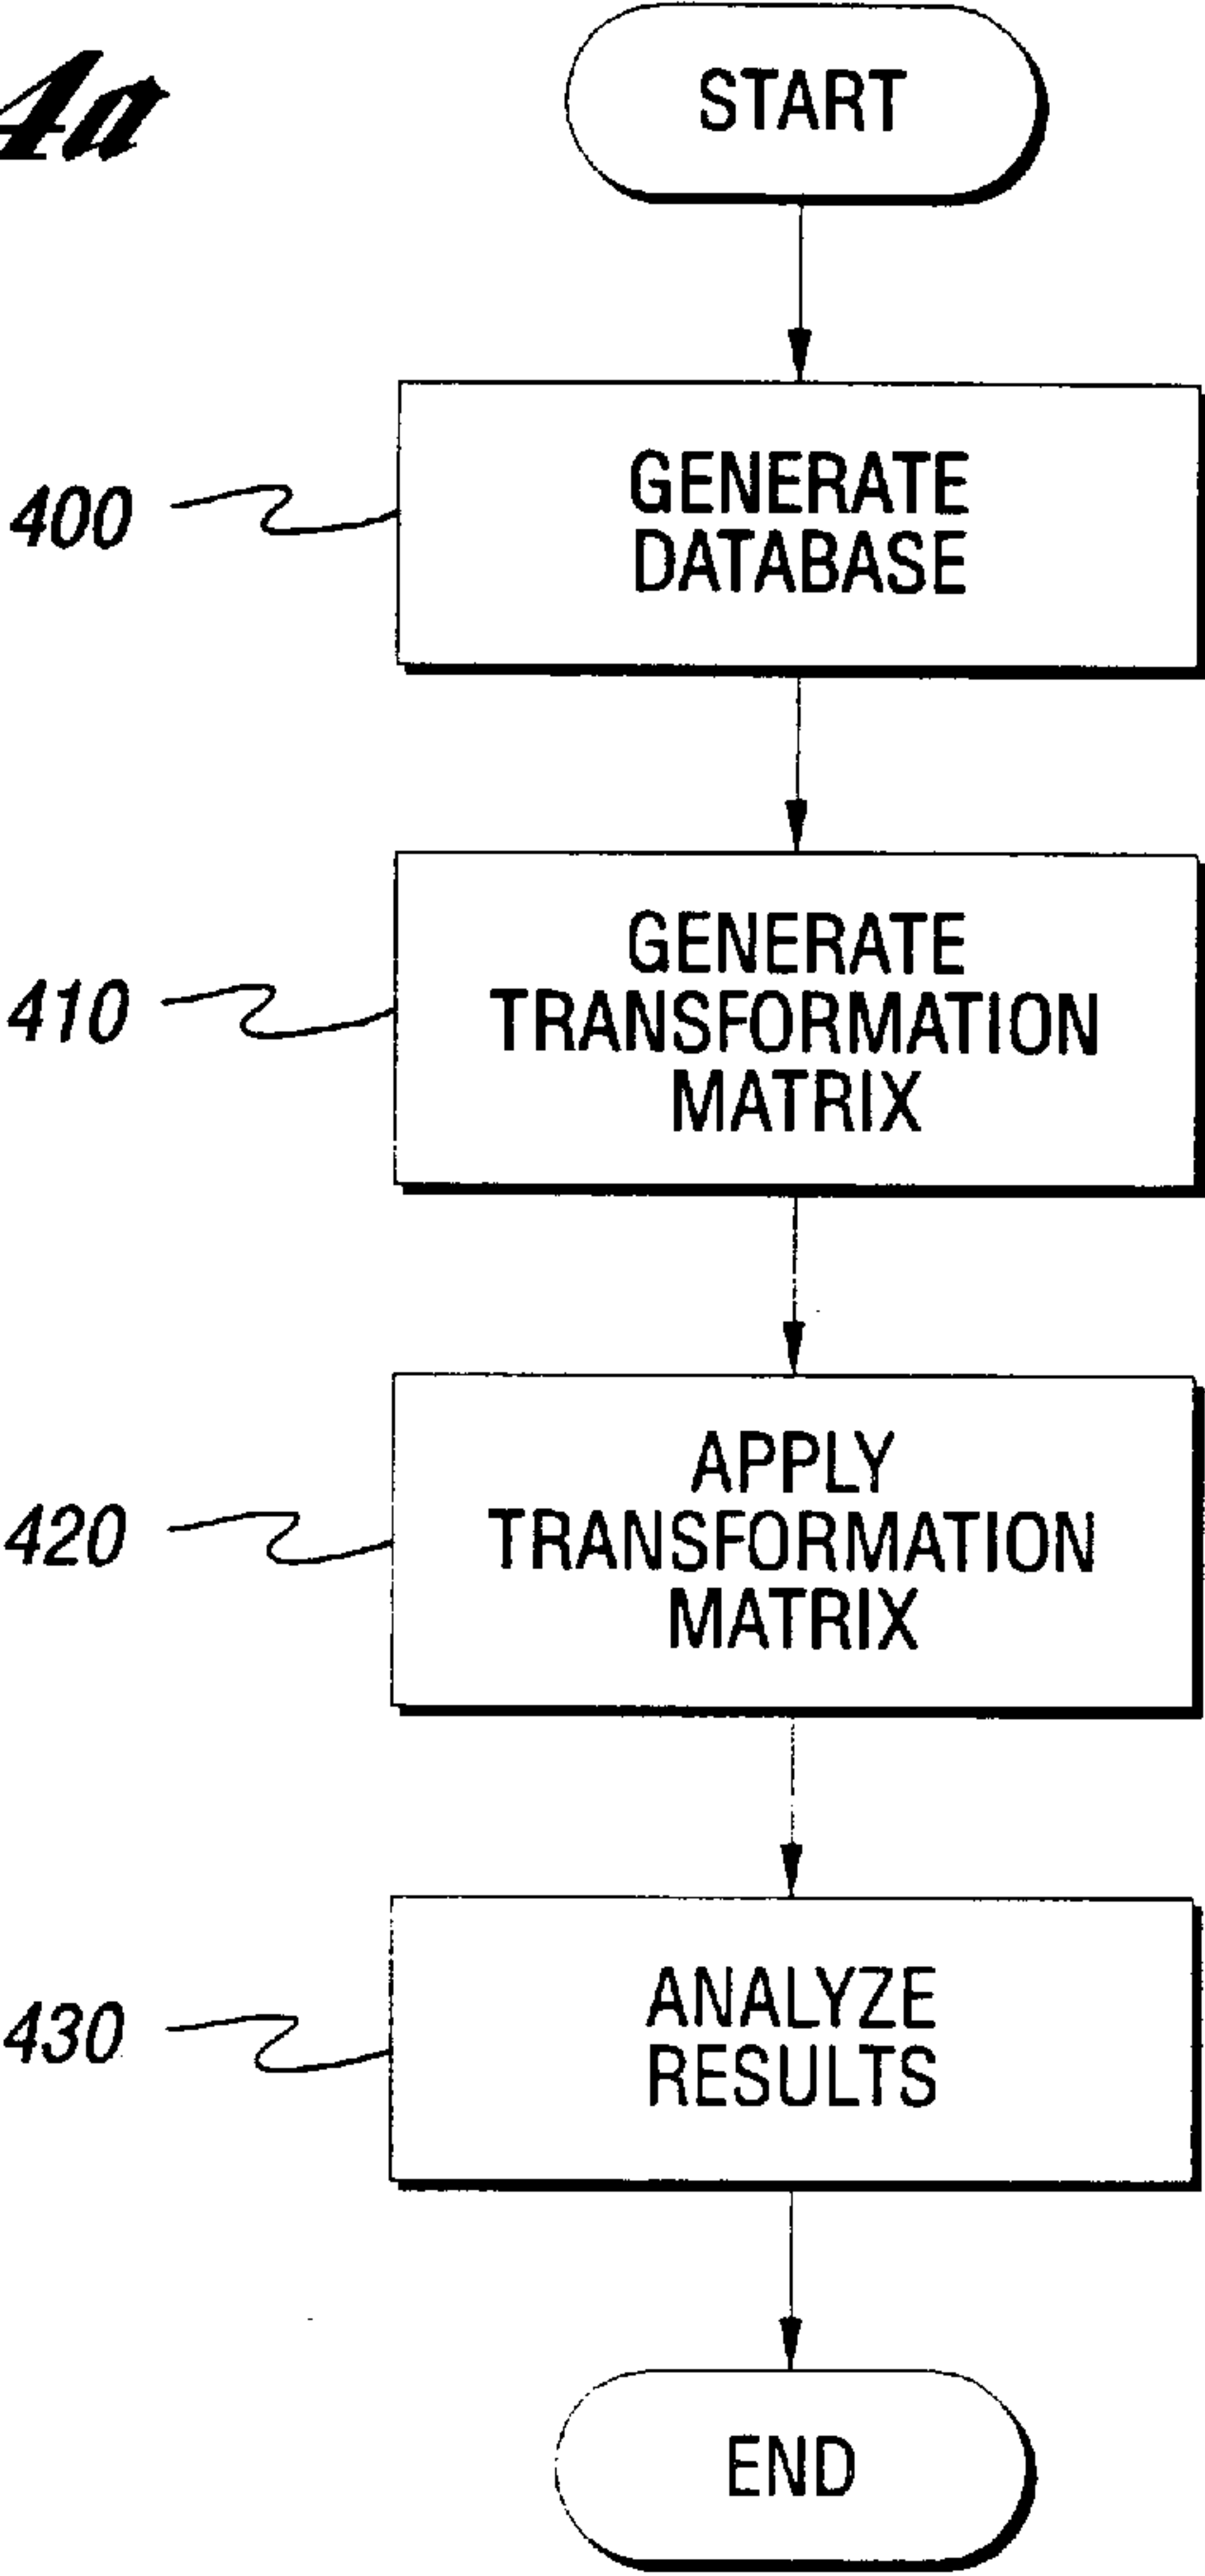 4a
START
400
GENERATE
DATABASE
410
GENERATE
TRANSFORMATION
MATRIX
420
APPLY
TRANSFORMATION
MATRIX
430
ANALYZE
RESULTS
END